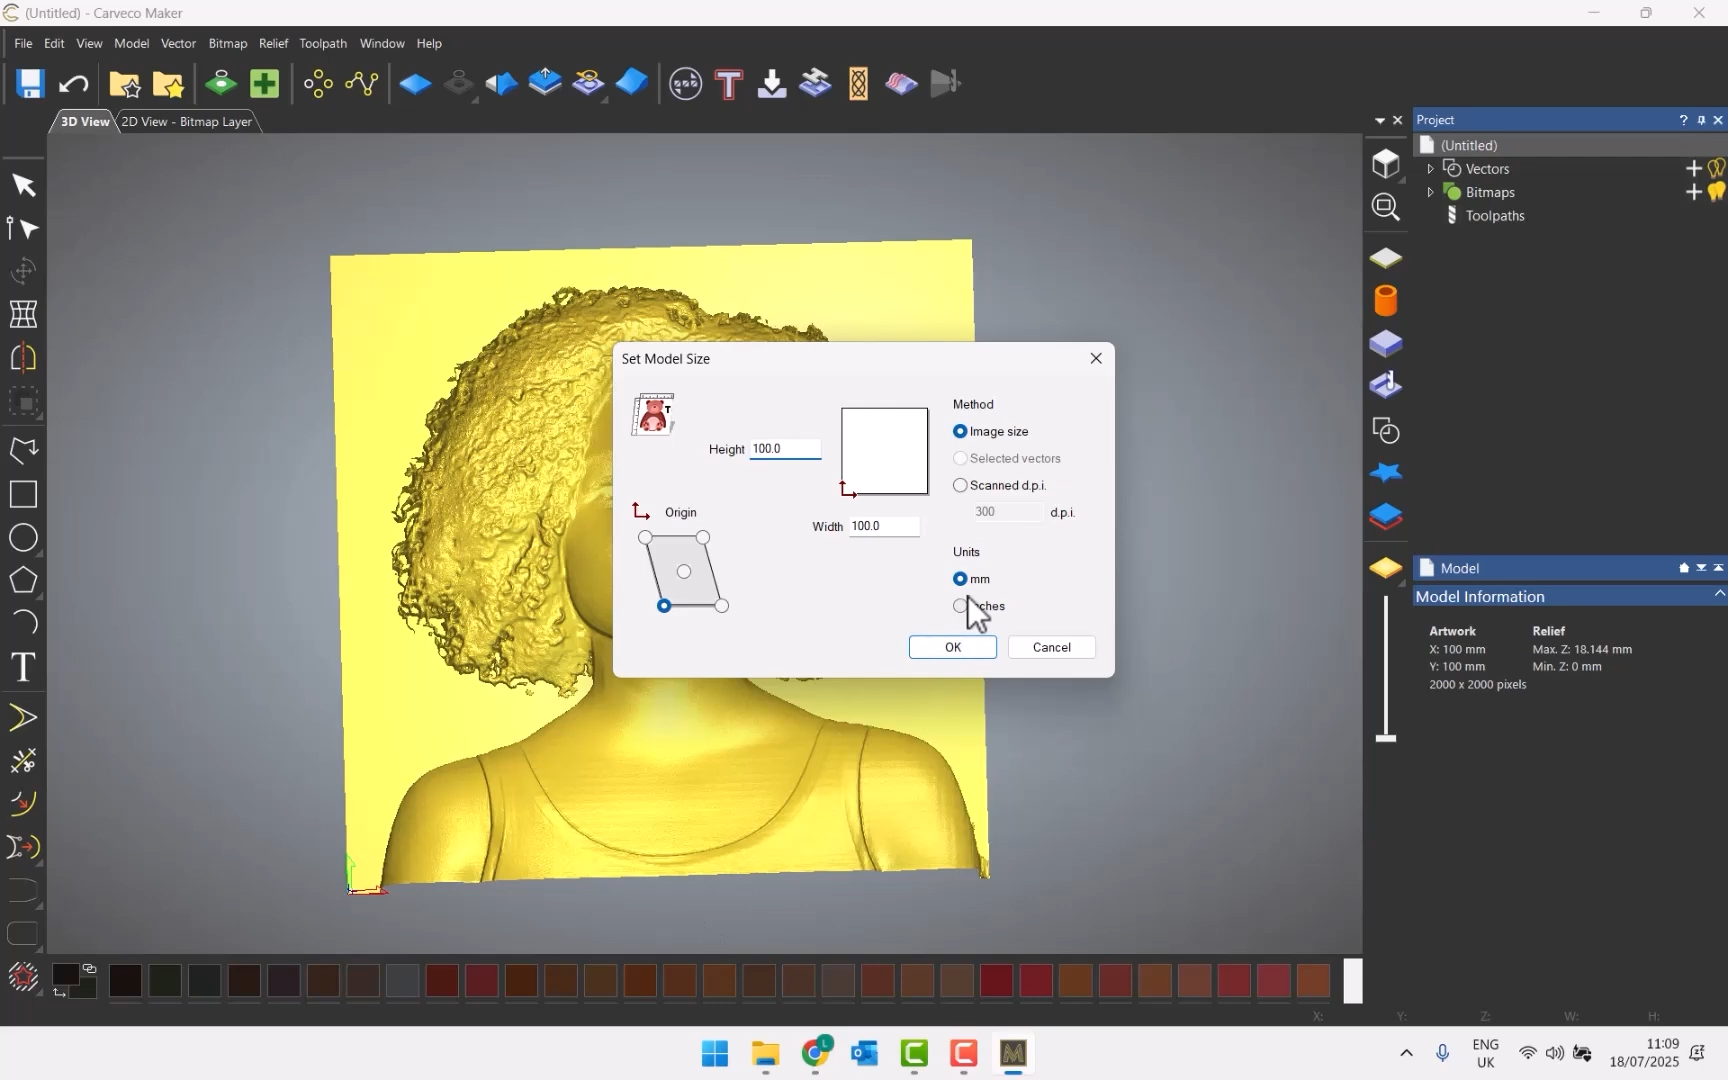 (Untitled) - Carveco Maker
File Edit View Model Vector Bitmap Relief Toolpath Window Help
3D View 2D View - Bitmap Layer
Project
(Untitled)
Vectors
Bitmaps
Toolpaths
Set Model Size
Height 100.0
Width 100.0
Origin
Method
Image size
Selected vectors
Scanned d.p.i.
300 d.p.i.
Units
mm
OK Cancel
Model
Model Information
Artwork Relief
X: 100 mm Max. Z: 18.144 mm
Y: 100 mm Min. Z: 0 mm
2000 x 2000 pixels
X: Y: Z: W: H:
ENG
UK
11:09
18/07/2025